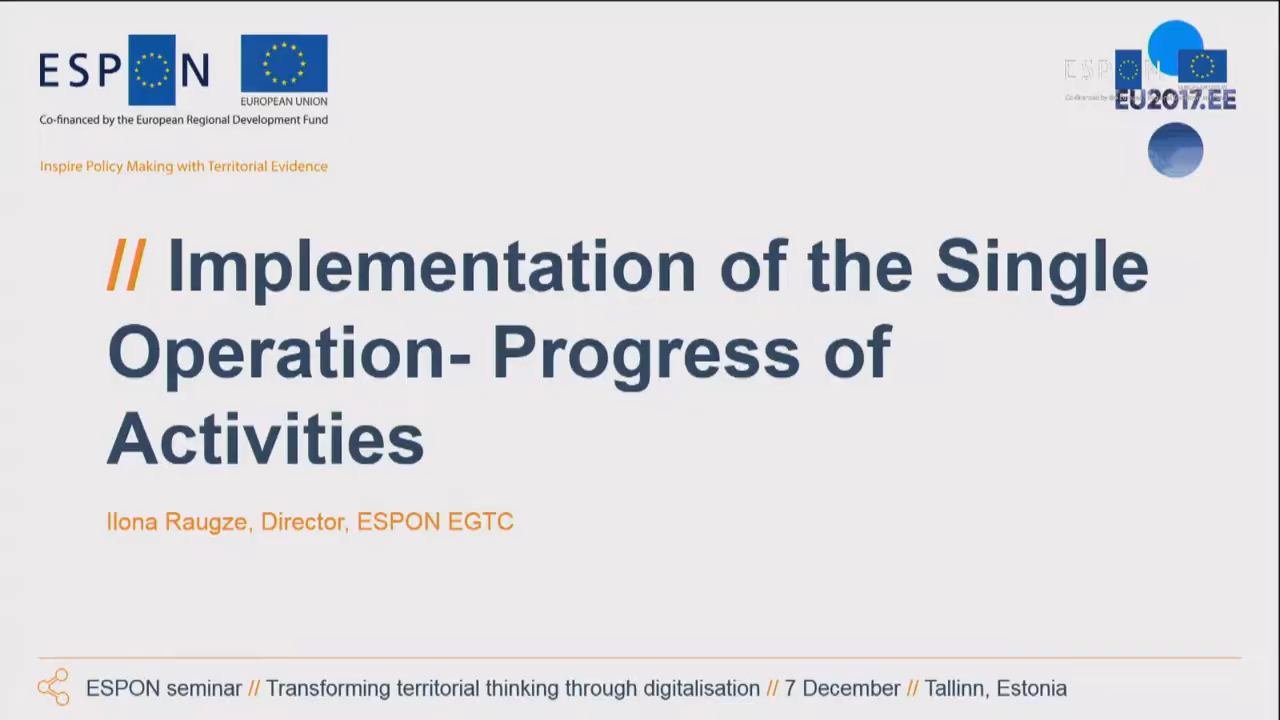 ESPON
EUROPEAN UNION
Co-financed by the European Regional Development Fund
Inspire Policy Making with Territorial Evidence
ESPON
EU2017.EE
// Implementation of the Single
Operation- Progress of
Activities
Ilona Raugze, Director, ESPON EGTC
ESPON seminar // Transforming territorial thinking through digitalisation // 7 December // Tallinn, Estonia